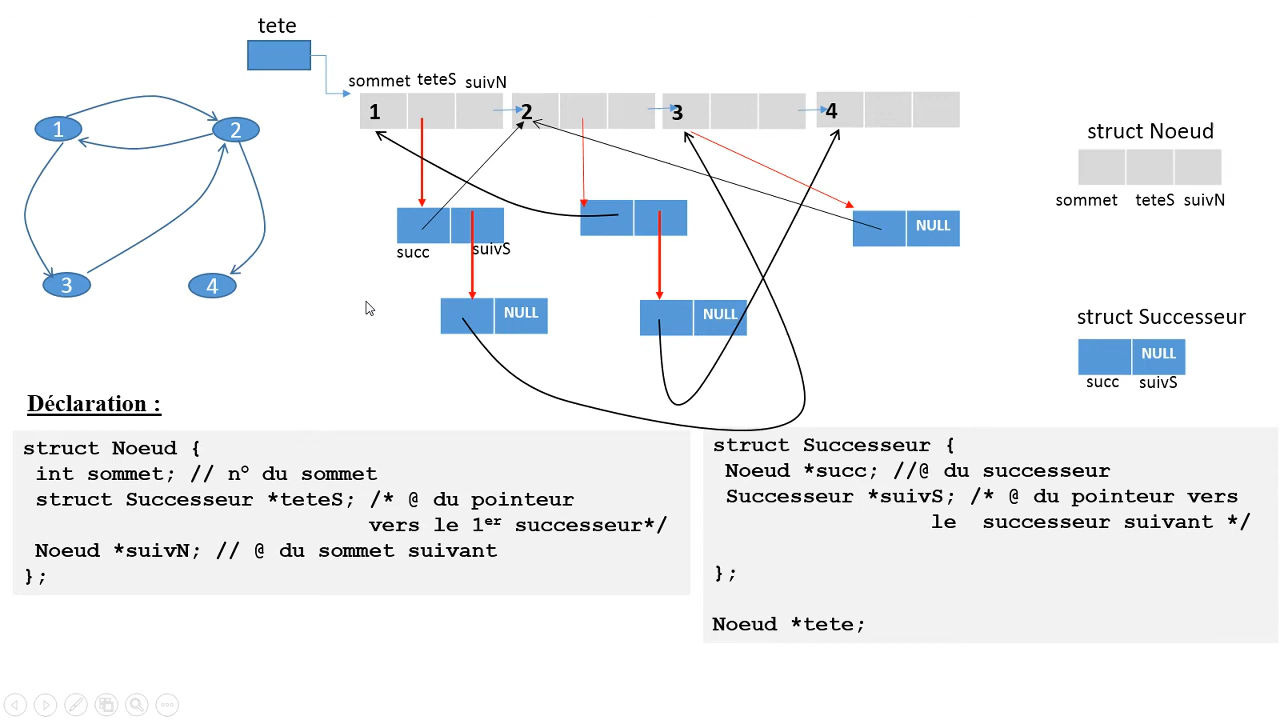 tete
sommet teteS suivN
1 2 3 4
1 2
3 4
succ suivS
NULL
NULL
NULL
struct Noeud
sommet teteS suivN
struct Successeur
NULL
succ suivS
Déclaration :
struct Noeud {
int sommet; // n° du sommet
struct Successeur *teteS; /* @ du pointeur
vers le 1er successeur*/
Noeud *suivN; // @ du sommet suivant
};
struct Successeur {
Noeud *succ; //@ du successeur
Successeur *suivS; /* @ du pointeur vers
le successeur suivant */
};
Noeud *tete;